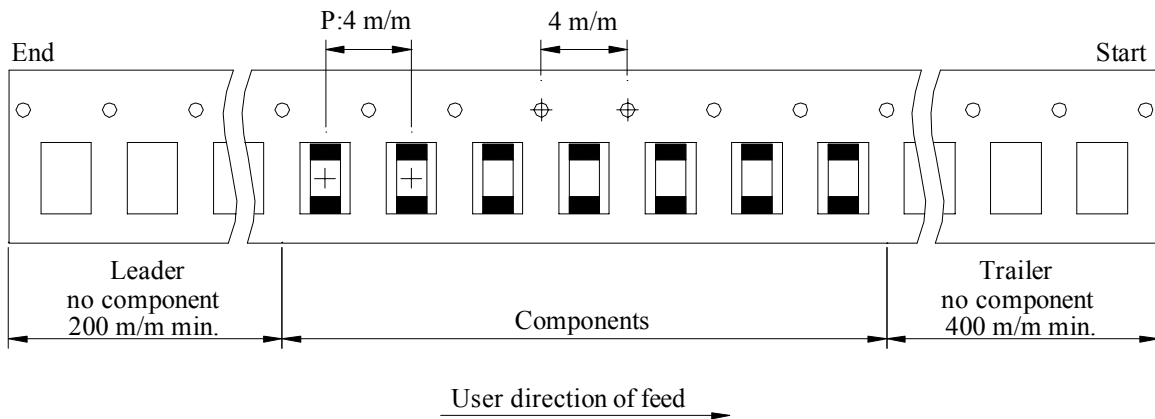 P:4 m/m
4 m/m
End
Start
Leader
no component
200 m/m min.
Components
Trailer
no component
400 m/m min.
User direction of feed